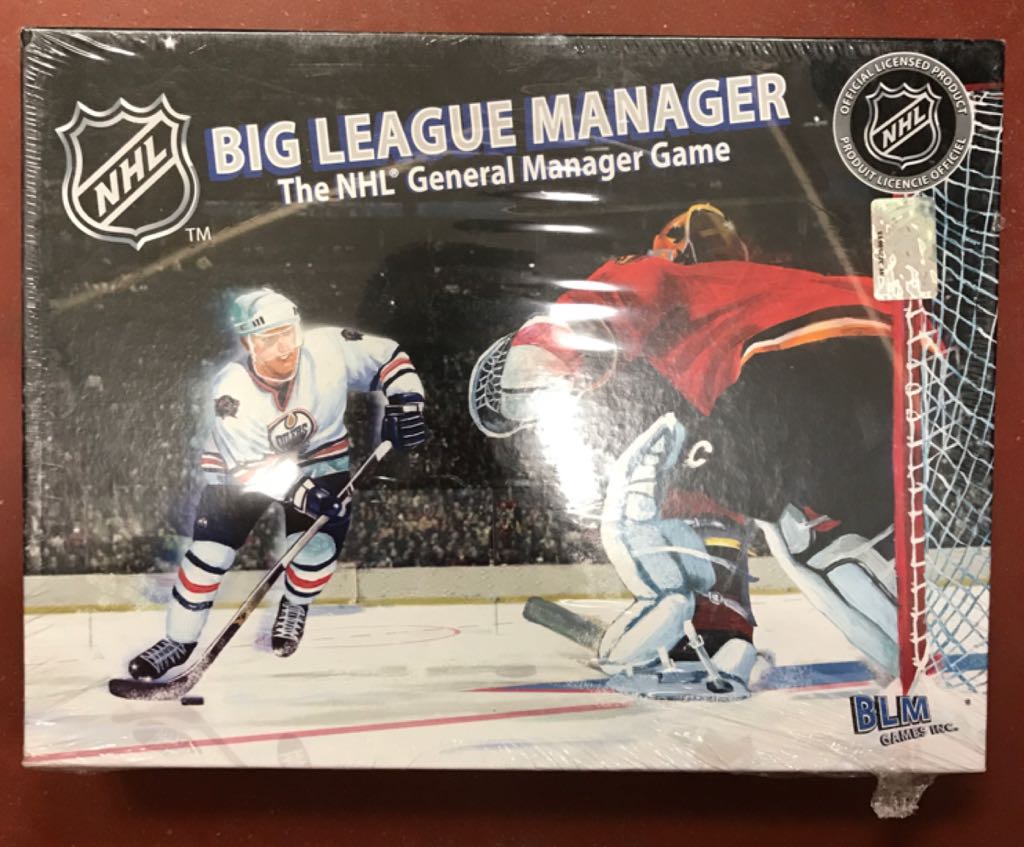 BIG LEAGUE MANAGER
The NHL® General Manager Game
NHL
TM
OFFICIAL LICENSED PRODUCT
NHL
PRODUIT LICENCIÉ OFFICIEL
OILERS
C
BLM
GAMES INC.